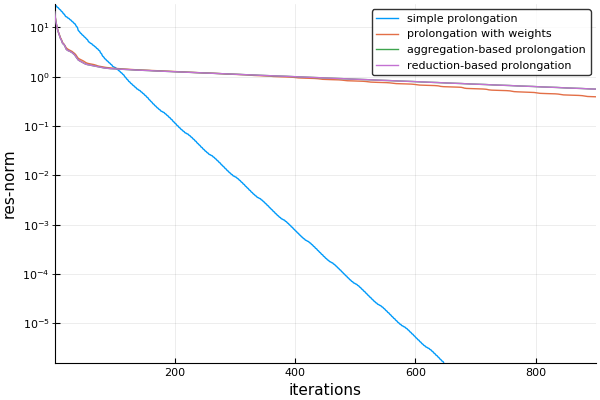 simple prolongation
prolongation with weights
aggregation-based prolongation
reduction-based prolongation
10¹
10⁰
10⁻¹
10⁻²
10⁻³
10⁻⁴
10⁻⁵
res-norm
200 400 600 800
iterations